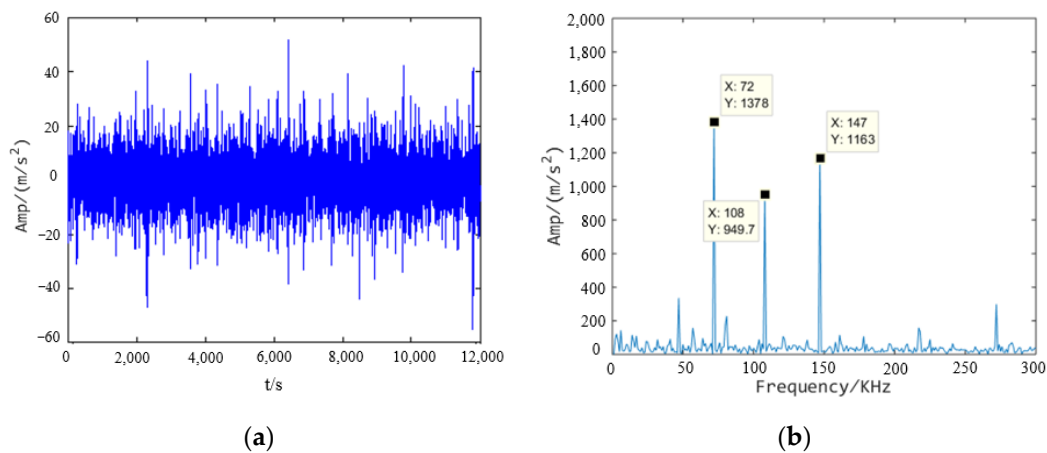 60
40
20
0
−20
−40
−60
Amp/(m/s²)
0
2,000
4,000
6,000
8,000
10,000
12,000
t/s
(a)
2,000
1,800
1,600
1,400
1,200
1,000
800
600
400
200
0
Amp/(m/s²)
X: 72
Y: 1378
X: 147
Y: 1163
X: 108
Y: 949.7
0
50
100
150
200
250
300
Frequency/KHz
(b)